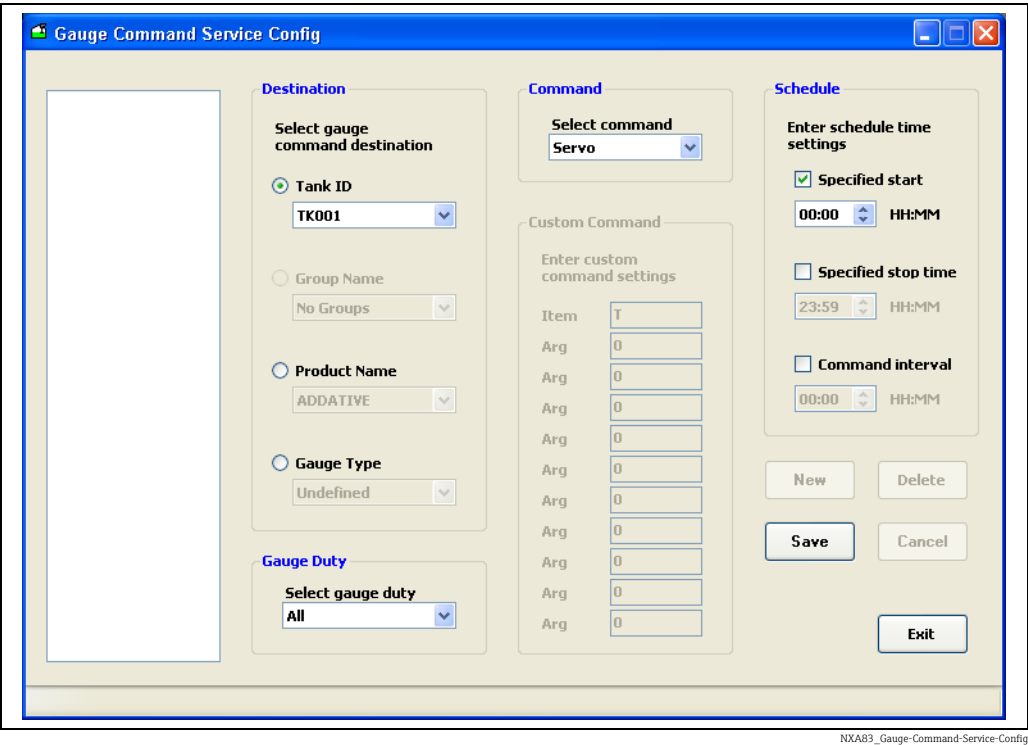 Gauge Command Service Config
Destination
Select gauge
command destination
Tank ID
TK001
Group Name
No Groups
Product Name
ADDATIVE
Gauge Type
Undefined
Gauge Duty
Select gauge duty
All
Command
Select command
Servo
Custom Command
Enter custom
command settings
Item T
Arg 0
Arg 0
Arg 0
Arg 0
Arg 0
Arg 0
Arg 0
Arg 0
Arg 0
Arg 0
Schedule
Enter schedule time
settings
Specified start
00:00 HH:MM
Specified stop time
23:59 HH:MM
Command interval
00:00 HH:MM
New Delete
Save Cancel
Exit
NXA83_Gauge-Command-Service-Config